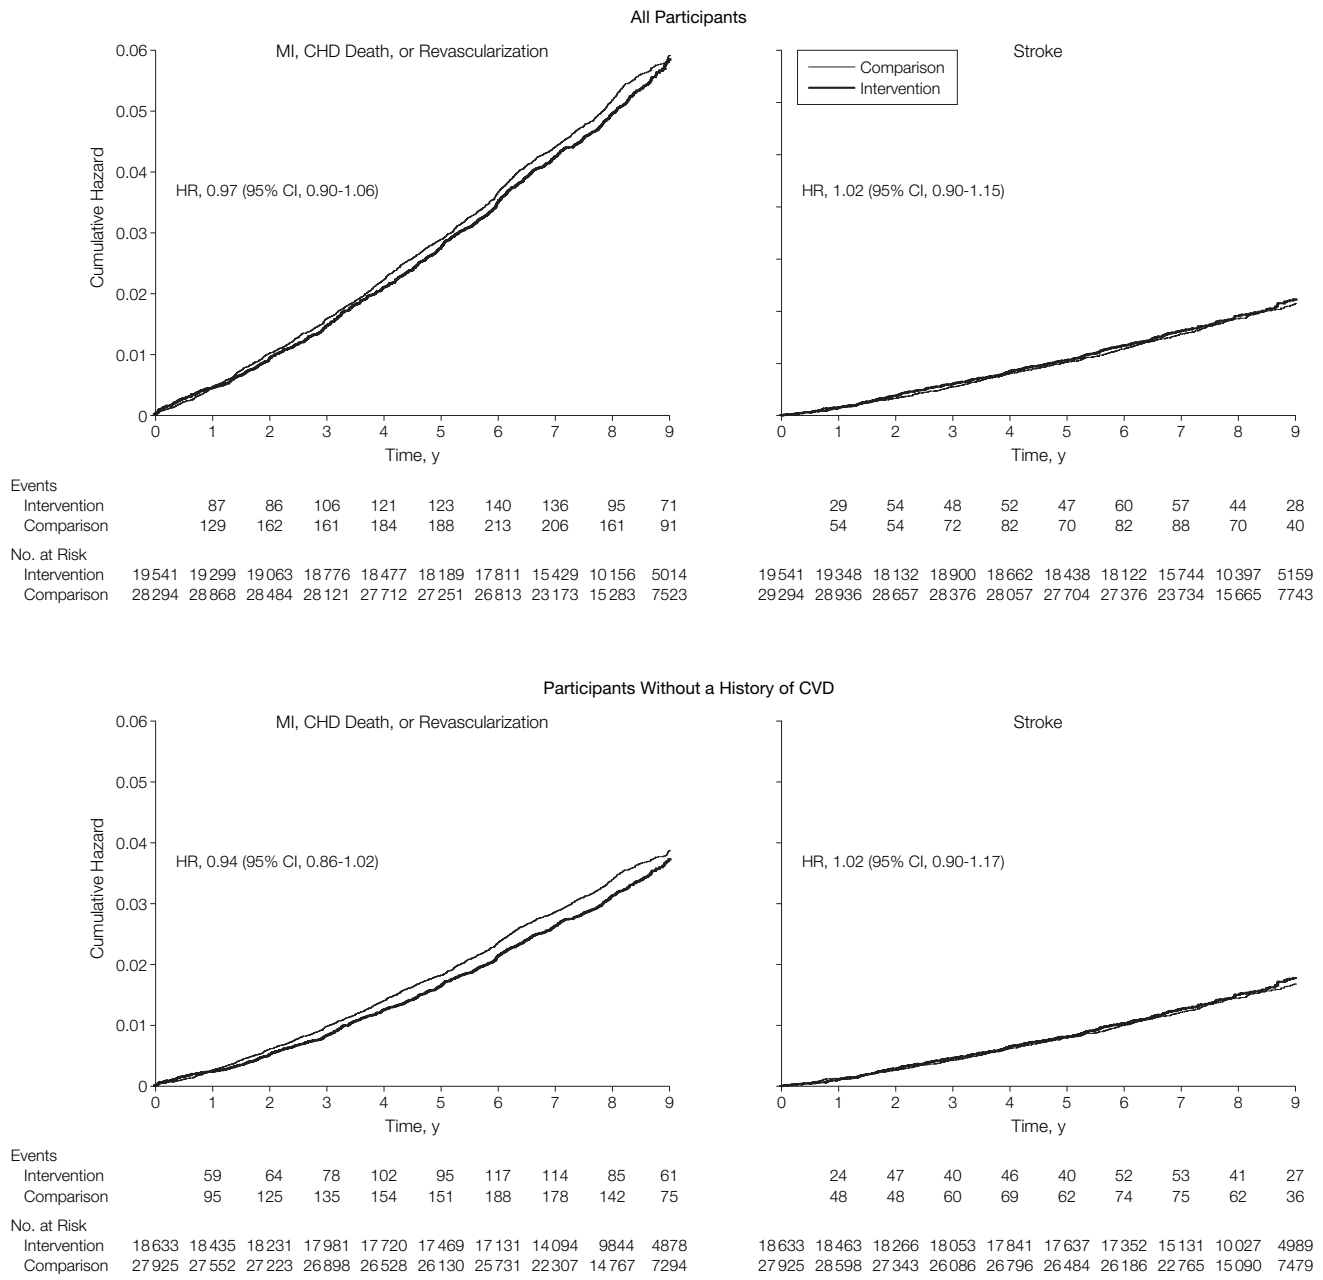 All Participants
MI, CHD Death, or Revascularization
0.06
0.05
0.04
0.03
0.02
0.01
0
Cumulative Hazard
HR, 0.97 (95% CI, 0.90-1.06)
0 1 2 3 4 5 6 7 8 9
Time, y
Stroke
Comparison
Intervention
HR, 1.02 (95% CI, 0.90-1.15)
0 1 2 3 4 5 6 7 8 9
Time, y
Events
Intervention 87 86 106 121 123 140 136 95 71 29 54 48 52 47 60 57 44 28
Comparison 129 162 161 184 188 213 206 161 91 54 54 72 82 70 82 88 70 40
No. at Risk
Intervention 19541 19299 19063 18776 18477 18189 17811 15429 10156 5014 19541 19348 18132 18900 18662 18438 18122 15744 10397 5159
Comparison 28294 28868 28484 28121 27712 27251 26813 23173 15283 7523 29294 28936 28657 28376 28057 27704 27376 23734 15665 7743
Participants Without a History of CVD
MI, CHD Death, or Revascularization
0.06
0.05
0.04
0.03
0.02
0.01
0
Cumulative Hazard
HR, 0.94 (95% CI, 0.86-1.02)
0 1 2 3 4 5 6 7 8 9
Time, y
Stroke
HR, 1.02 (95% CI, 0.90-1.17)
0 1 2 3 4 5 6 7 8 9
Time, y
Events
Intervention 59 64 78 102 95 117 114 85 61 24 47 40 46 40 52 53 41 27
Comparison 95 125 135 154 151 188 178 142 75 48 48 60 69 62 74 75 62 36
No. at Risk
Intervention 18633 18435 18231 17981 17720 17469 17131 14094 9844 4878 18633 18463 18266 18053 17841 17637 17352 15131 10027 4989
Comparison 27925 27552 27223 26898 26528 26130 25731 22307 14767 7294 27925 28598 27343 26086 26796 26484 26186 22765 15090 7479